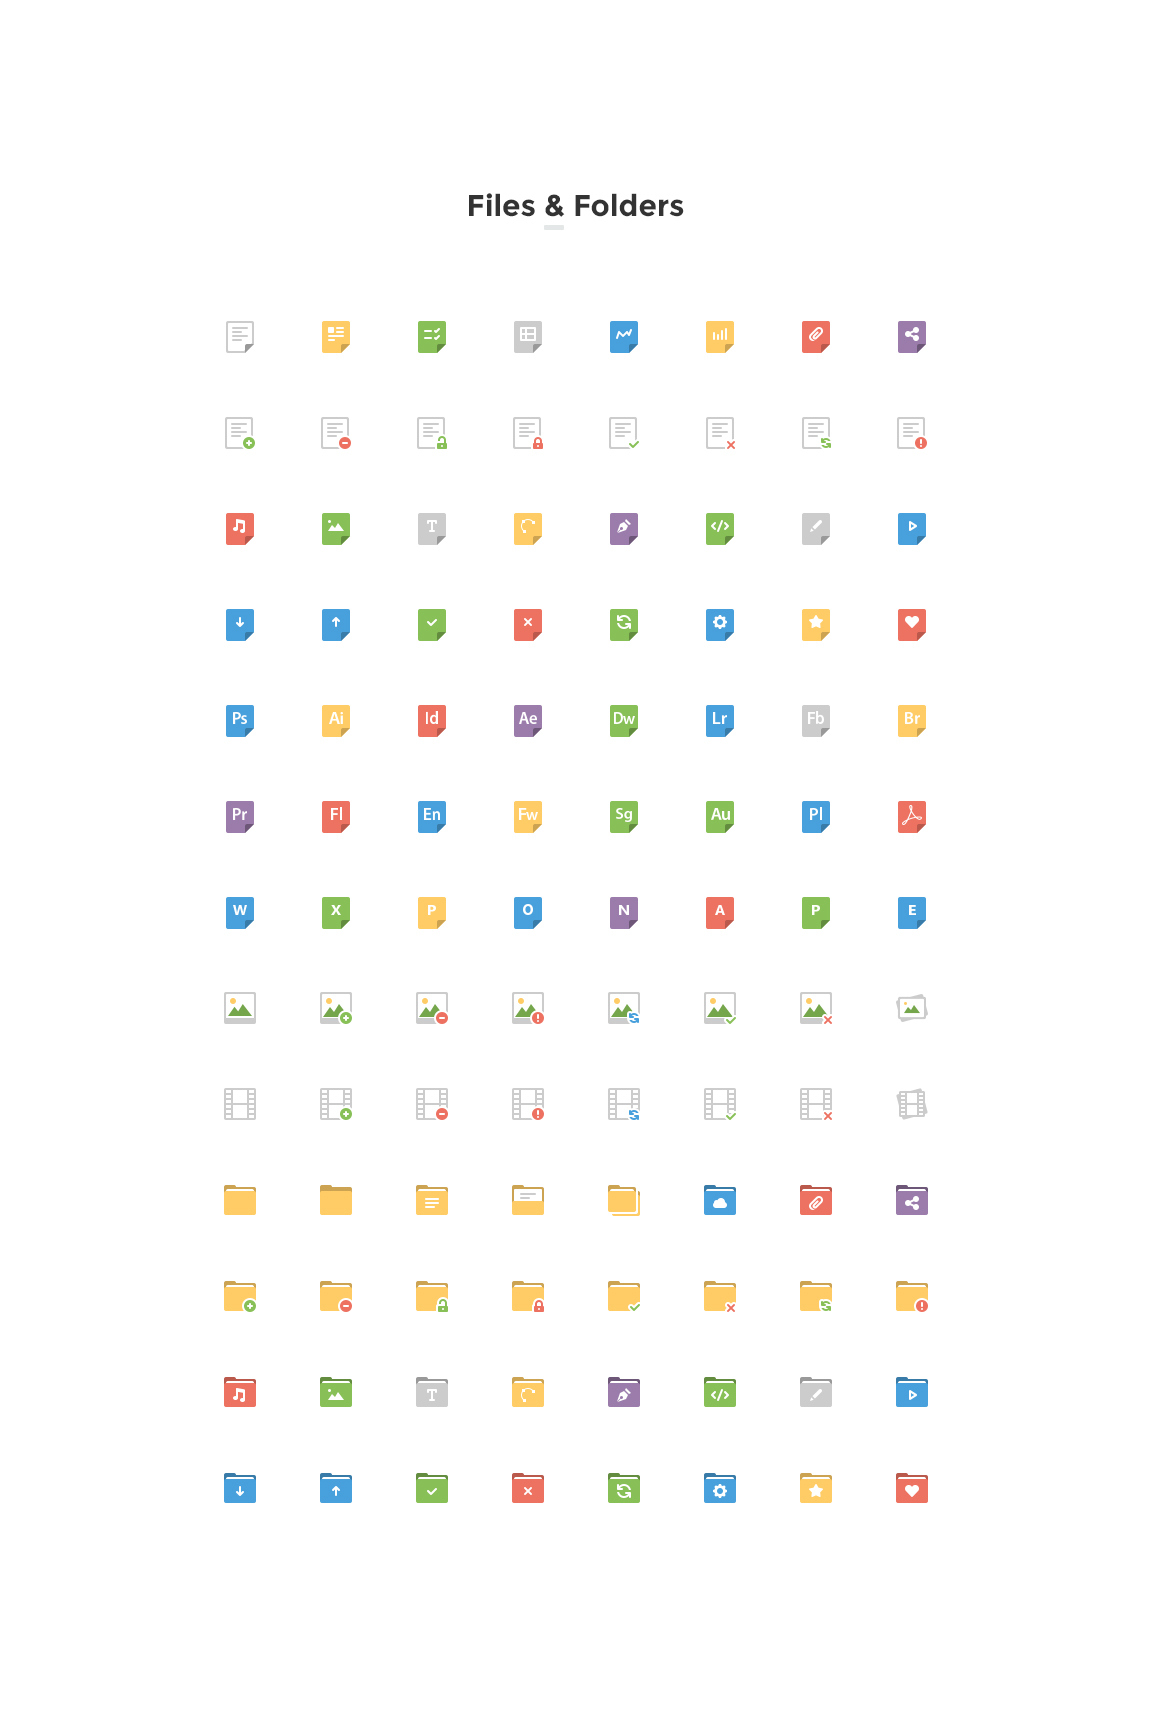 Files & Folders
T
</>
Ps Ai Id Ae Dw Lr Fb Br
Pr Fl En Fw Sg Au Pl
W X P O N A P E
T
</>